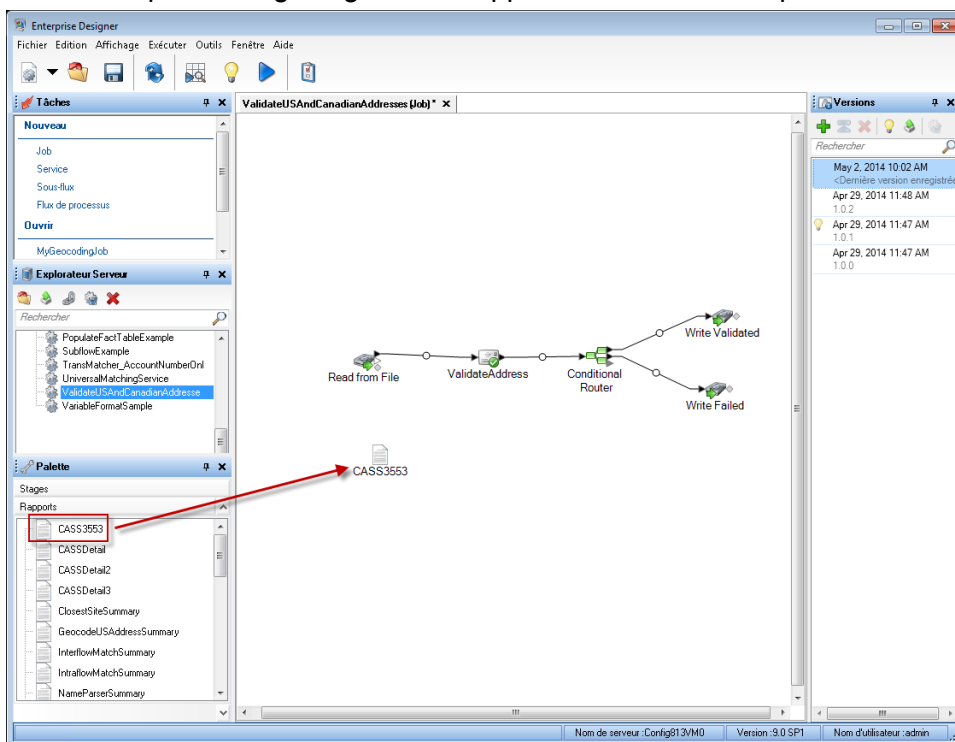 Enterprise Designer
Fichier Edition Affichage Exécuter Outils Fenêtre Aide
Tâches
Nouveau
Job
Service
Sous-flux
Flux de processus
Ouvrir
MyGeocodingJob
Explorateur Serveur
Rechercher
PopulateFactTableExample
SubflowExample
TransMatcher_AccountNumberOnl
UniversalMatchingService
ValidateUSAndCanadianAddresse
VariableFormatSample
Palette
Stages
Rapports
CASS3553
CASSDetail
CASSDetail2
CASSDetail3
ClosestSiteSummary
GeocodeUSAddressSummary
InterflowMatchSummary
IntraflowMatchSummary
NameParserSummary
ValidateUSAndCanadianAddresses (Job) *
Read from File
ValidateAddress
Conditional
Router
Write Validated
Write Failed
CASS3553
Versions
Rechercher
May 2, 2014 10:02 AM
<Dernière version enregistrée
Apr 29, 2014 11:48 AM
1.0.2
Apr 29, 2014 11:47 AM
1.0.1
Apr 29, 2014 11:47 AM
1.0.0
Nom de serveur :Config813VM0 Version :9.0 SP1 Nom d'utilisateur :admin